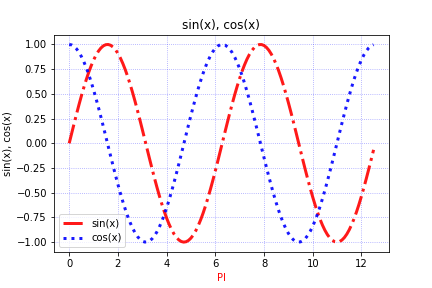 sin(x), cos(x)
1.00
0.75
0.50
0.25
0.00
−0.25
−0.50
−0.75
−1.00
sin(x), cos(x)
sin(x)
cos(x)
0 2 4 6 8 10 12
PI